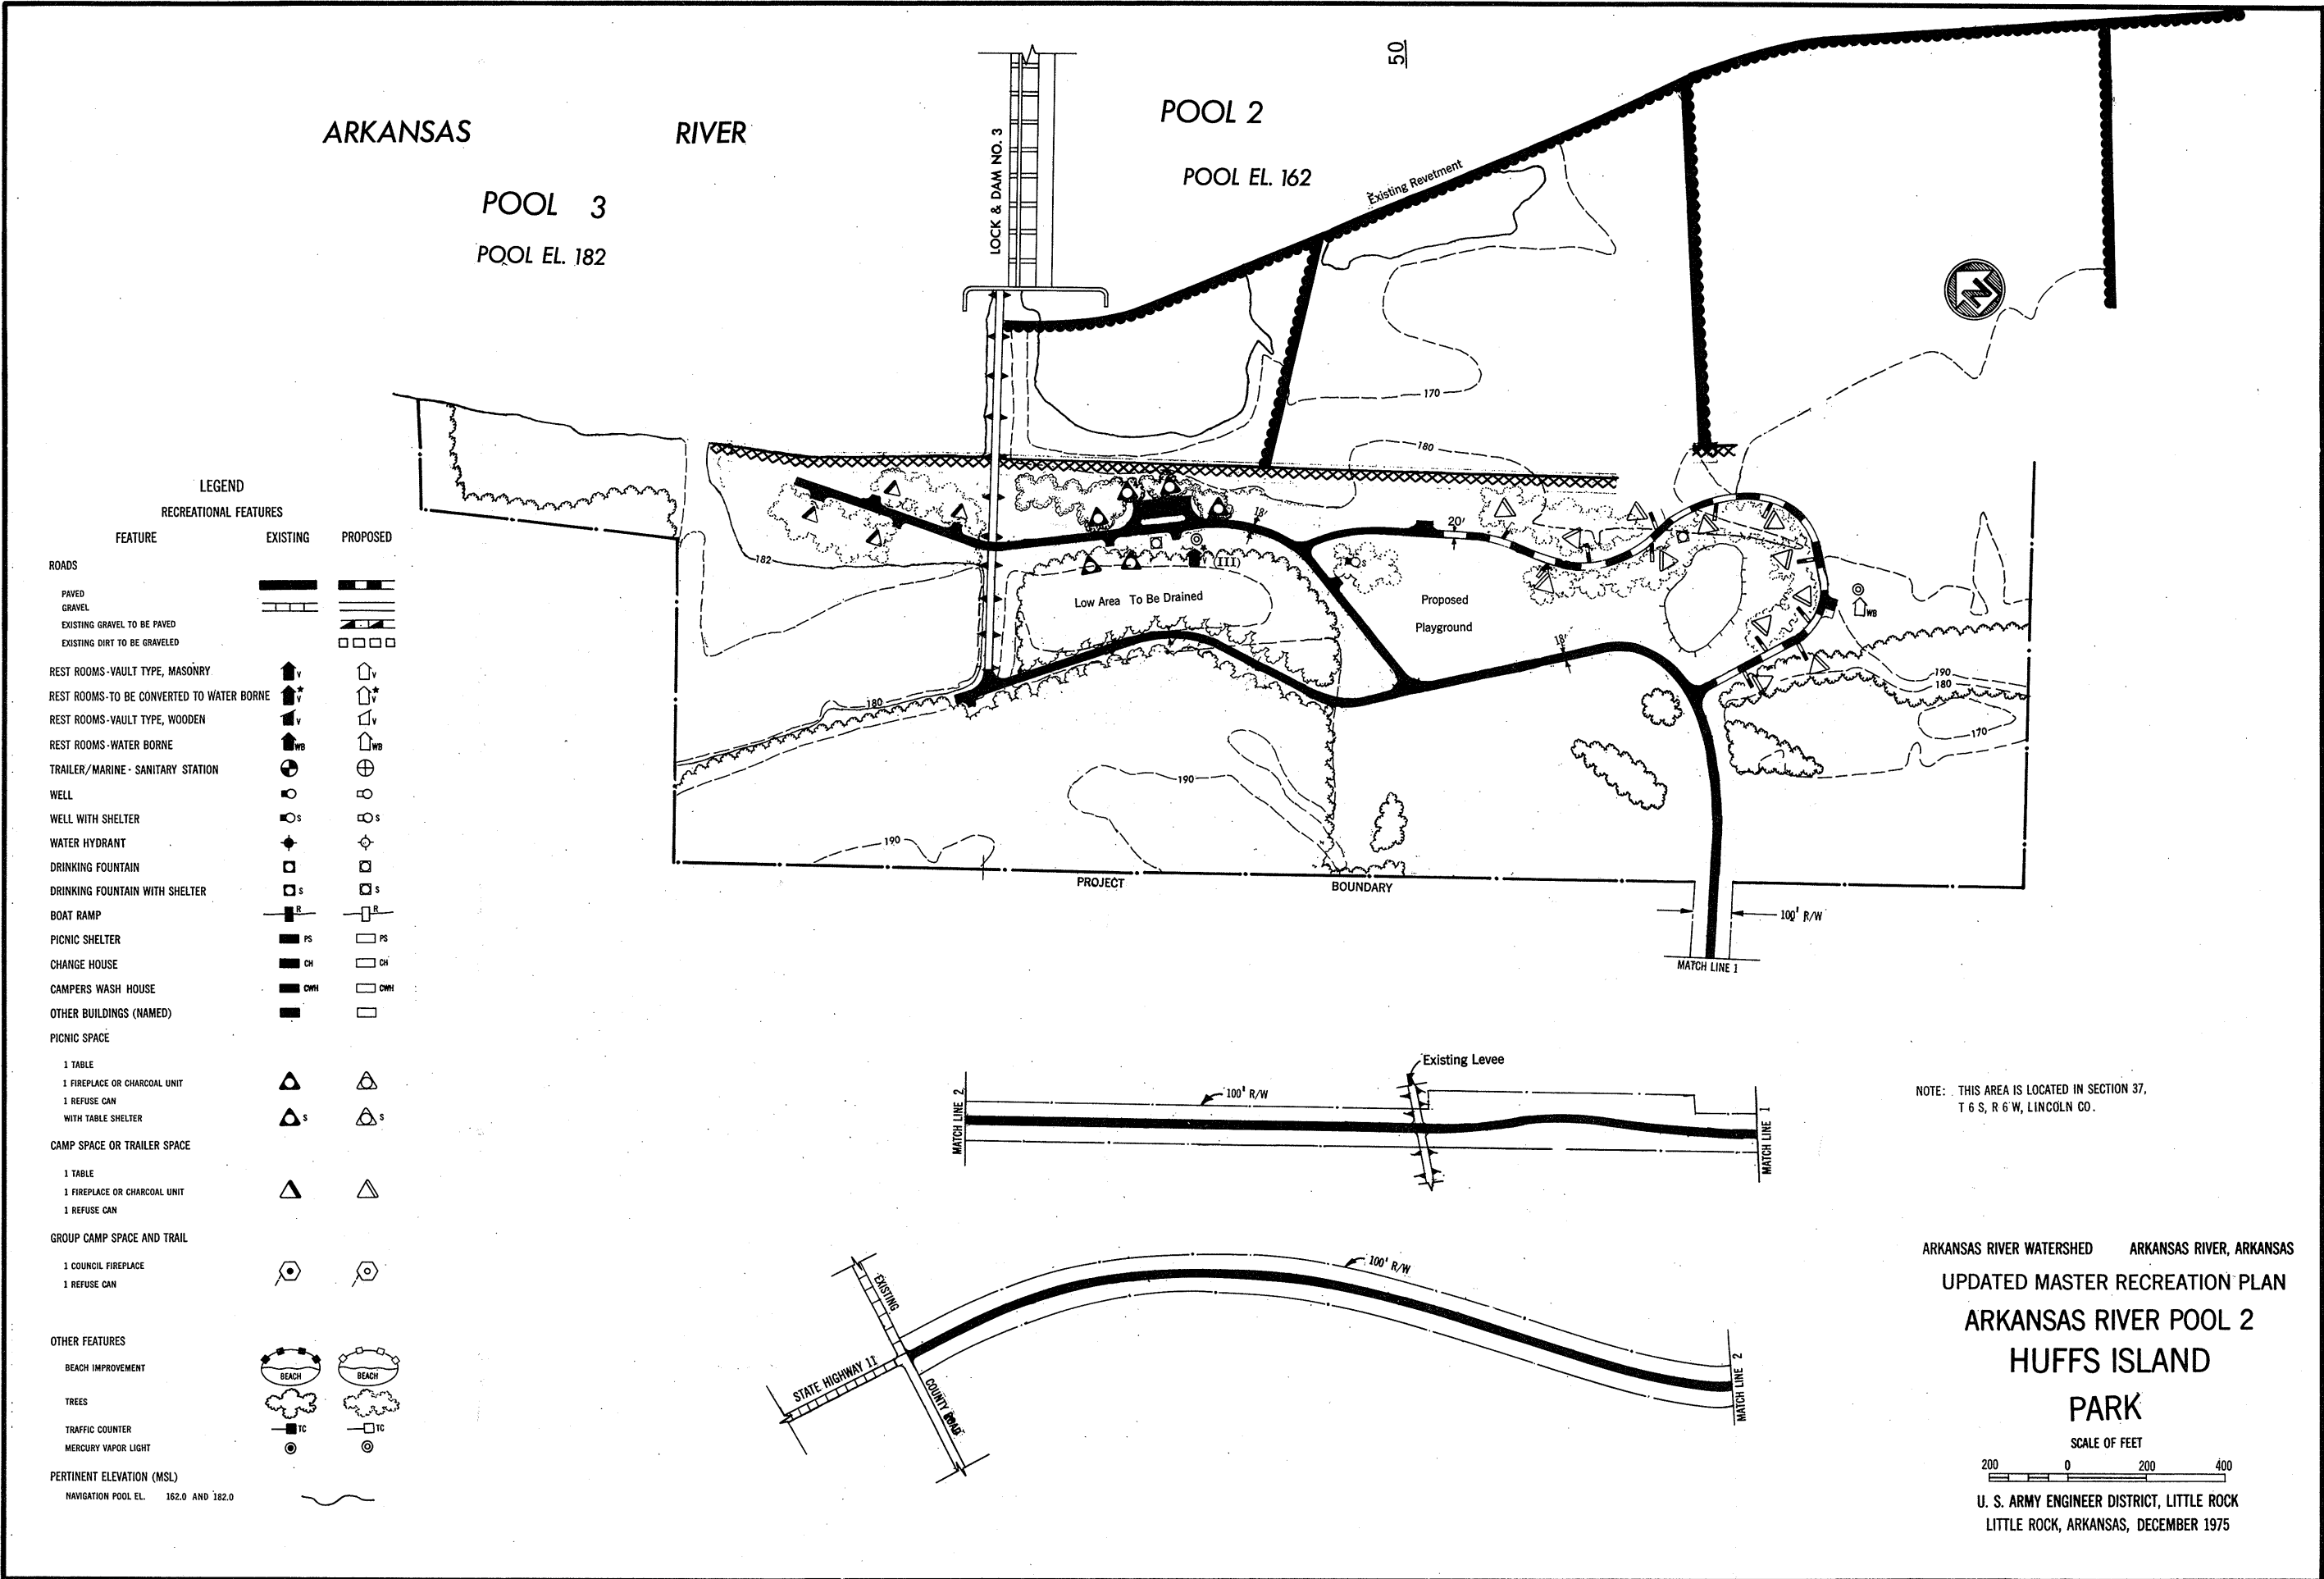 50
ARKANSAS RIVER
POOL 3
POOL EL. 182
LOCK & DAM NO. 3
POOL 2
POOL EL. 162
Existing Revetment
N
170
180
182
18'
20'
(III)
S
Low Area To Be Drained
Proposed
Playground
18'
WB
190
180
170
180
190
190
PROJECT BOUNDARY
100' R/W
MATCH LINE 1
LEGEND
RECREATIONAL FEATURES
FEATURE EXISTING PROPOSED
ROADS
PAVED
GRAVEL
EXISTING GRAVEL TO BE PAVED
EXISTING DIRT TO BE GRAVELED
REST ROOMS-VAULT TYPE, MASONRY V V
REST ROOMS-TO BE CONVERTED TO WATER BORNE V* V*
REST ROOMS-VAULT TYPE, WOODEN V V
REST ROOMS-WATER BORNE WB WB
TRAILER/MARINE - SANITARY STATION
WELL
WELL WITH SHELTER S S
WATER HYDRANT
DRINKING FOUNTAIN
DRINKING FOUNTAIN WITH SHELTER S S
BOAT RAMP R R
PICNIC SHELTER PS PS
CHANGE HOUSE CH CH
CAMPERS WASH HOUSE CWH CWH
OTHER BUILDINGS (NAMED)
PICNIC SPACE
1 TABLE
1 FIREPLACE OR CHARCOAL UNIT
1 REFUSE CAN
WITH TABLE SHELTER S S
CAMP SPACE OR TRAILER SPACE
1 TABLE
1 FIREPLACE OR CHARCOAL UNIT
1 REFUSE CAN
GROUP CAMP SPACE AND TRAIL
1 COUNCIL FIREPLACE
1 REFUSE CAN
OTHER FEATURES
BEACH IMPROVEMENT BEACH BEACH
TREES
TRAFFIC COUNTER TC TC
MERCURY VAPOR LIGHT
PERTINENT ELEVATION (MSL)
NAVIGATION POOL EL. 162.0 AND 182.0
MATCH LINE 2
100' R/W
Existing Levee
MATCH LINE 1
STATE HIGHWAY 11
EXISTING
COUNTY ROAD
100' R/W
MATCH LINE 2
NOTE: THIS AREA IS LOCATED IN SECTION 37,
T 6 S, R 6 W, LINCOLN CO.
ARKANSAS RIVER WATERSHED ARKANSAS RIVER, ARKANSAS
UPDATED MASTER RECREATION PLAN
ARKANSAS RIVER POOL 2
HUFFS ISLAND
PARK
SCALE OF FEET
200 0 200 400
U. S. ARMY ENGINEER DISTRICT, LITTLE ROCK
LITTLE ROCK, ARKANSAS, DECEMBER 1975